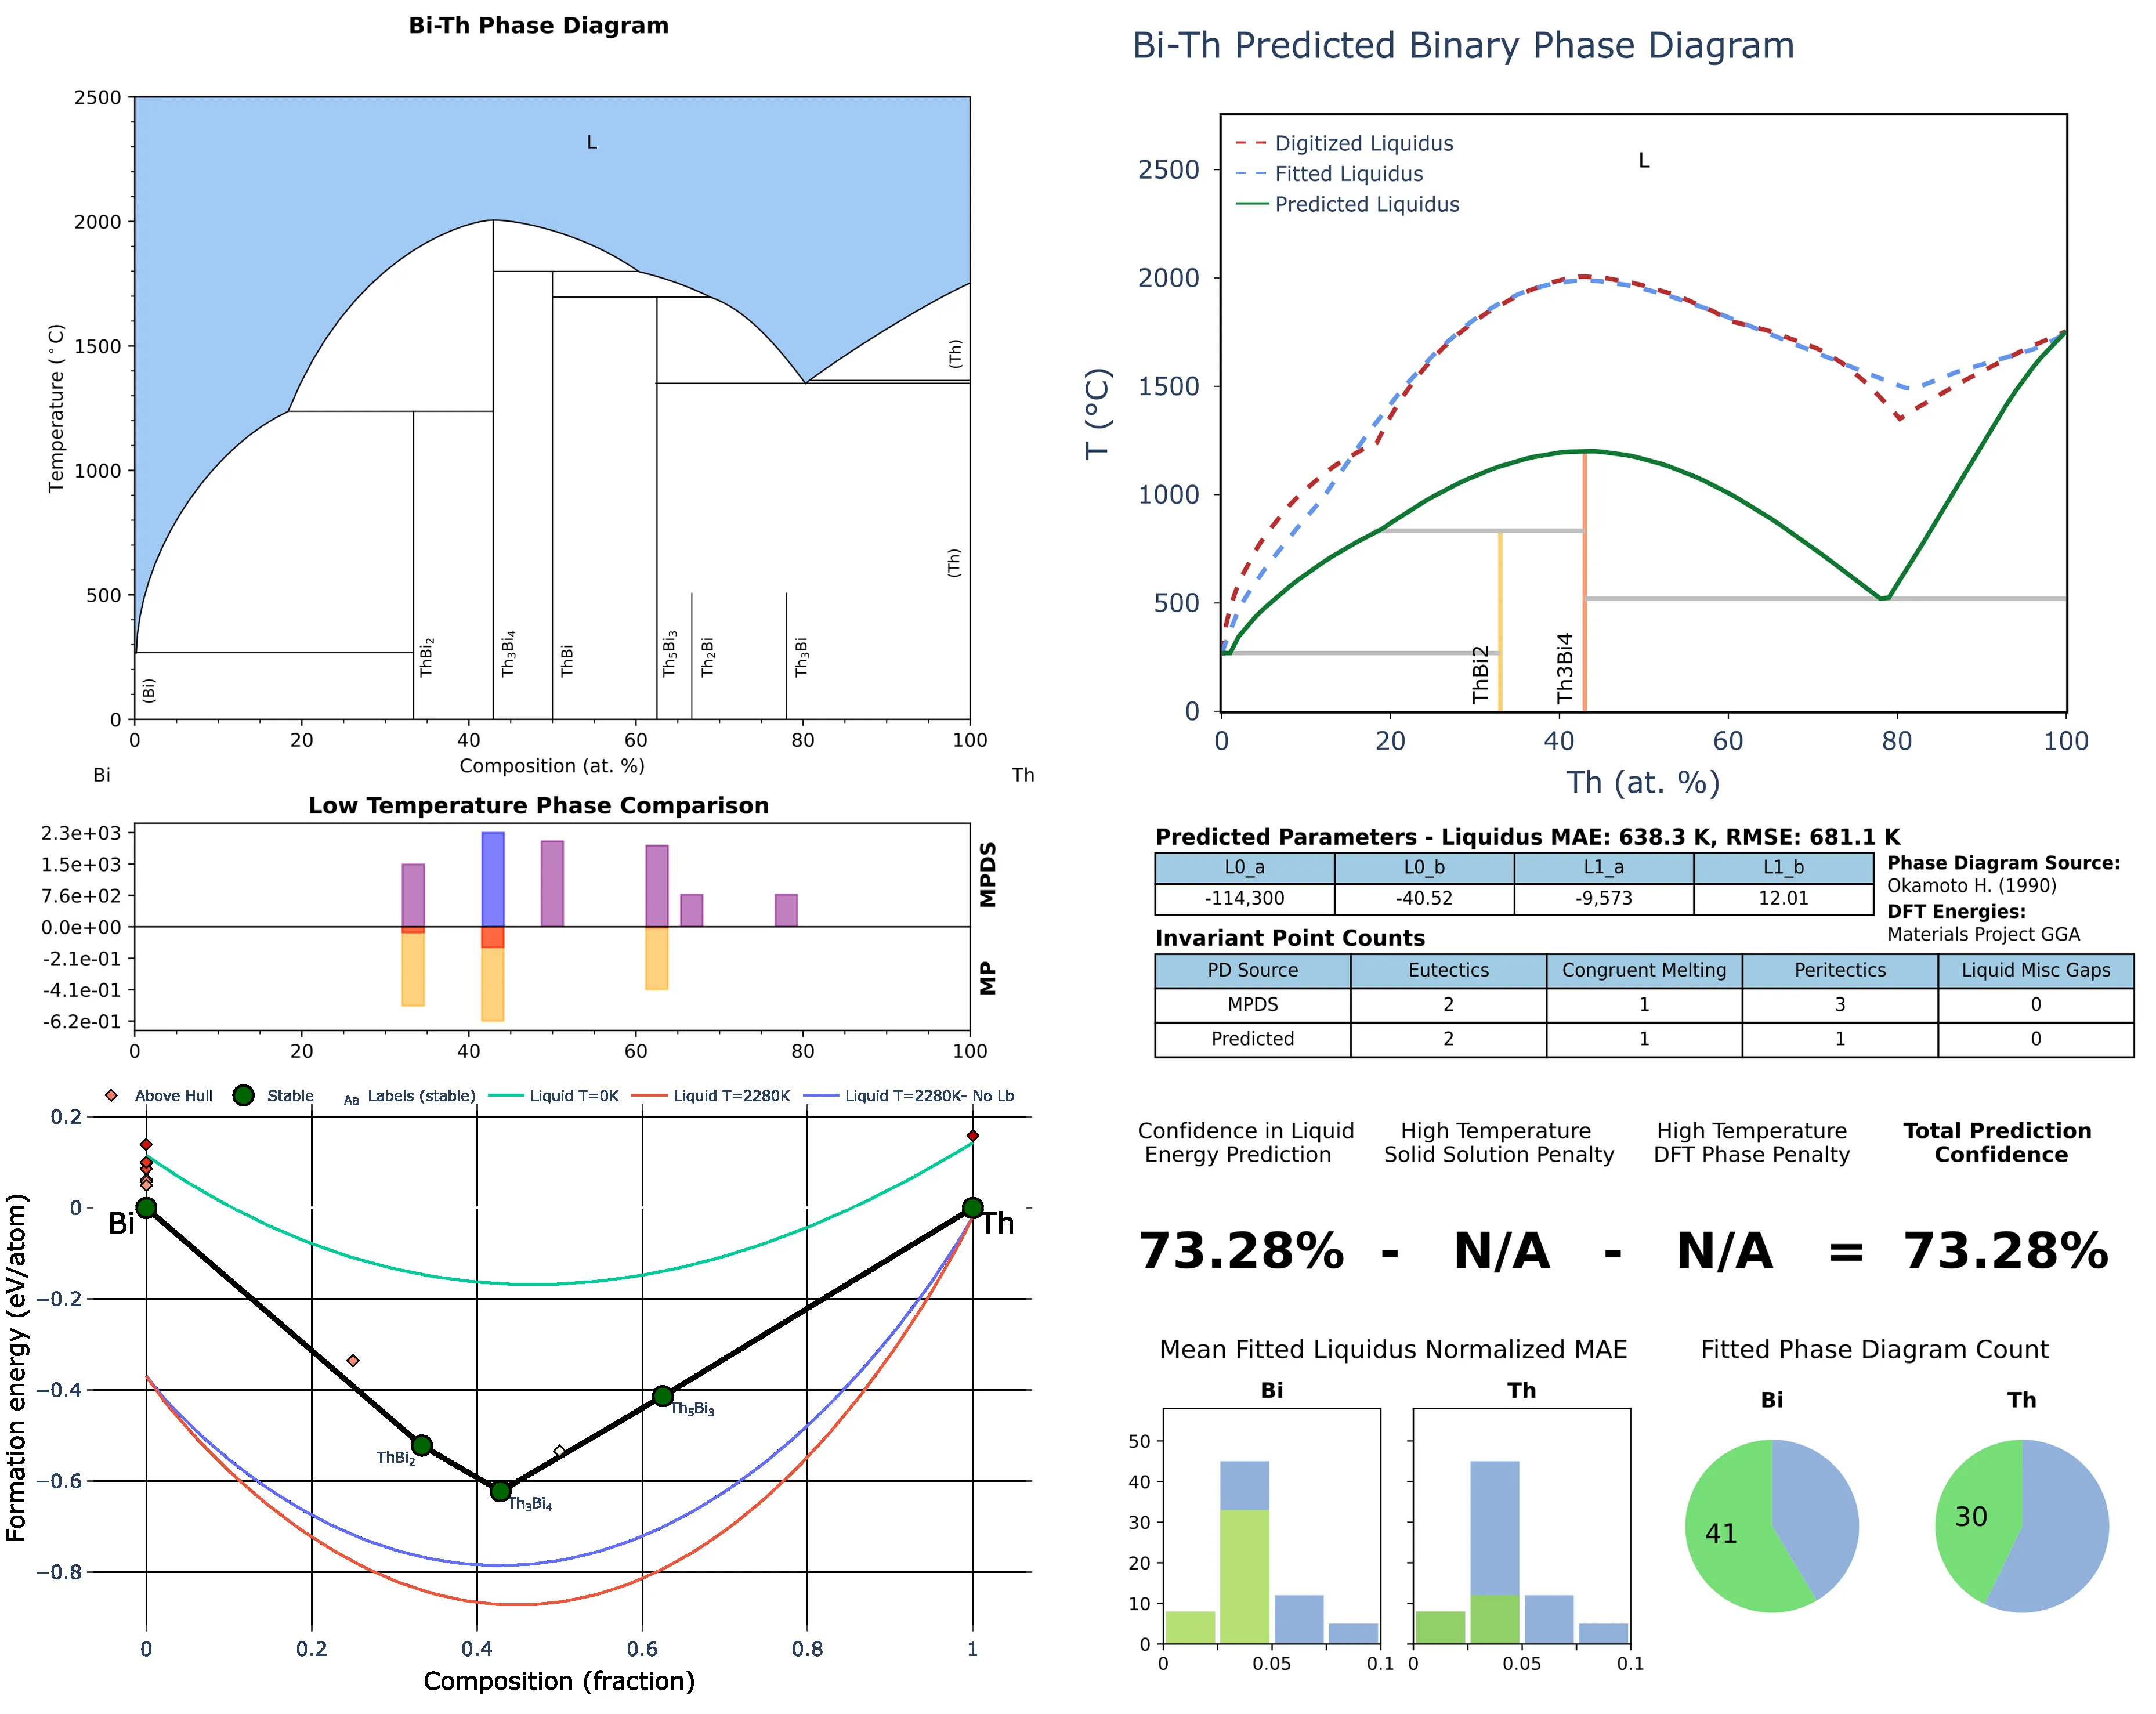 Bi-Th Phase Diagram
2500
2000
1500
1000
500
0
Temperature (°C)
L
(Th)
(Th)
(Bi)
ThBi2
Th3Bi4
ThBi
Th5Bi3
Th2Bi
Th3Bi
0 20 40 60 80 100
Composition (at. %)
Bi Th
Low Temperature Phase Comparison
2.3e+03
1.5e+03
7.6e+02
0.0e+00
-2.1e-01
-4.1e-01
-6.2e-01
MPDS
MP
0 20 40 60 80 100
Above Hull Stable Aa Labels (stable) Liquid T=0K Liquid T=2280K Liquid T=2280K- No Lb
0.2
0
−0.2
−0.4
−0.6
−0.8
Formation energy (eV/atom)
Bi
Th
ThBi2
Th3Bi4
Th5Bi3
0 0.2 0.4 0.6 0.8 1
Composition (fraction)
Bi-Th Predicted Binary Phase Diagram
Digitized Liquidus
Fitted Liquidus
Predicted Liquidus
L
2500
2000
1500
1000
500
0
T (°C)
ThBi2
Th3Bi4
0 20 40 60 80 100
Th (at. %)
Predicted Parameters - Liquidus MAE: 638.3 K, RMSE: 681.1 K
L0_a L0_b L1_a L1_b
-114,300 -40.52 -9,573 12.01
Phase Diagram Source:
Okamoto H. (1990)
DFT Energies:
Materials Project GGA
Invariant Point Counts
PD Source Eutectics Congruent Melting Peritectics Liquid Misc Gaps
MPDS 2 1 3 0
Predicted 2 1 1 0
Confidence in Liquid
Energy Prediction
High Temperature
Solid Solution Penalty
High Temperature
DFT Phase Penalty
Total Prediction
Confidence
73.28% - N/A - N/A = 73.28%
Mean Fitted Liquidus Normalized MAE
Bi Th
50
40
30
20
10
0
0 0.05 0.1
0 0.05 0.1
Fitted Phase Diagram Count
Bi Th
41
30